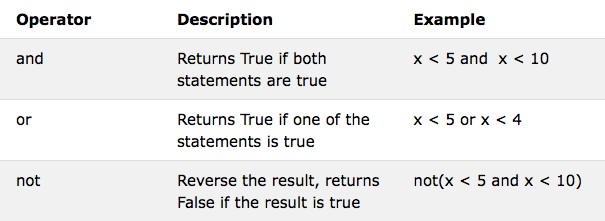 Operator Description Example
and Returns True if both x < 5 and  x < 10
statements are true
or Returns True if one of the x < 5 or x < 4
statements is true
not Reverse the result, returns not(x < 5 and x < 10)
False if the result is true